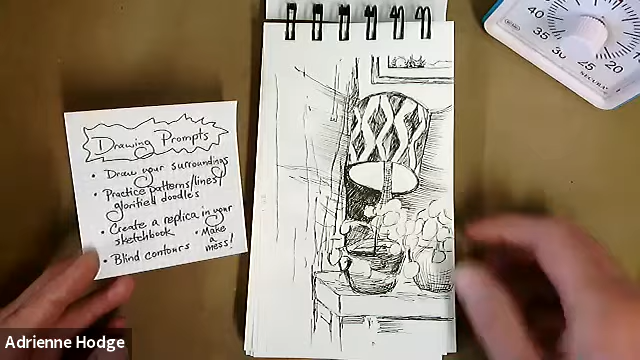 Drawing Prompts
• Draw your surroundings
• Practice patterns/lines/
glorified doodles
• Create a replica in your
sketchbook
• Make
mess!
• Blind contours
40
35
30
25
20
15
Adrienne Hodge